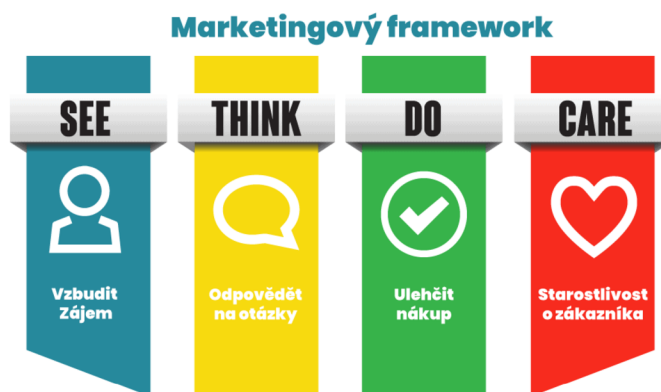 Marketingový framework
SEE
THINK
DO
CARE
Vzbudit
Zájem
Odpovědět
na otázky
Ulehčit
nákup
Starostlivost
o zákazníka